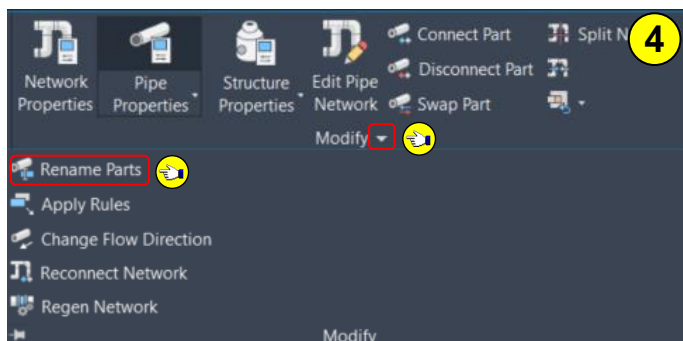 Network Properties
Pipe Properties
Structure Properties
Edit Pipe Network
Connect Part
Disconnect Part
Swap Part
Split N
4
Modify
Rename Parts
Apply Rules
Change Flow Direction
Reconnect Network
Regen Network
Modify